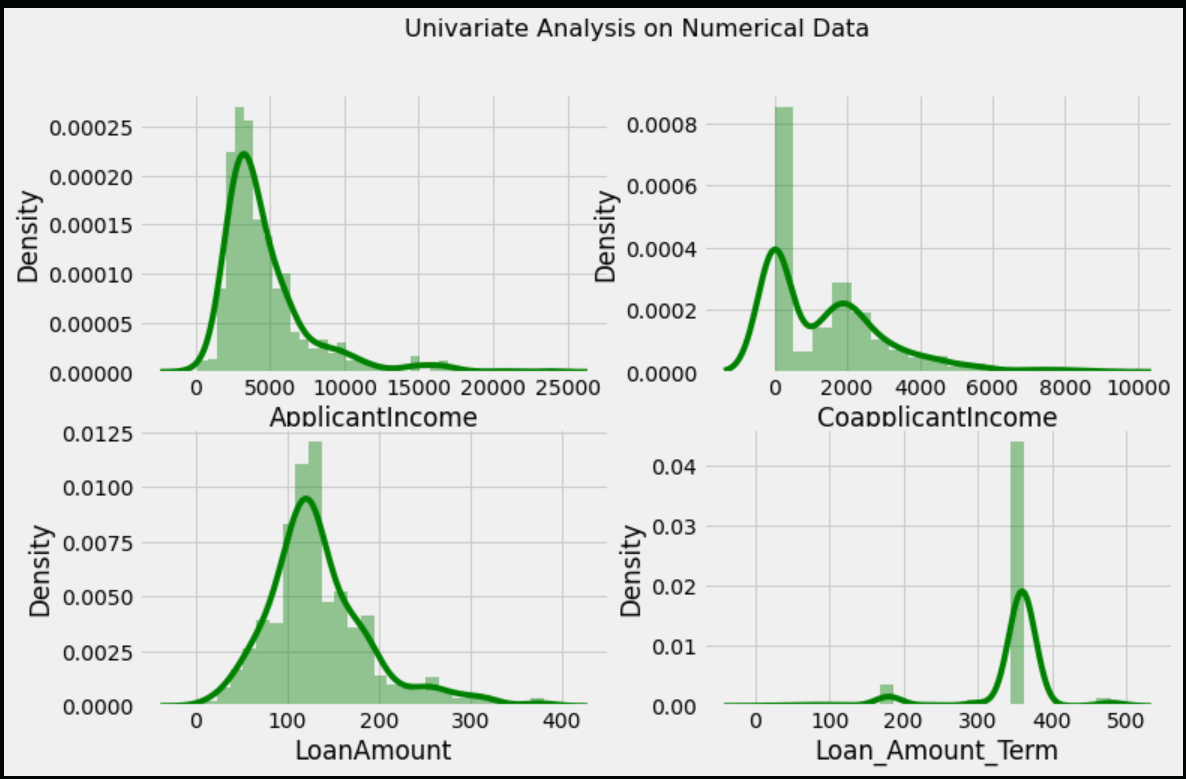 Univariate Analysis on Numerical Data
0.00025
0.00020
0.00015
0.00010
0.00005
0.00000
Density
0 5000 10000 15000 20000 25000
ApplicantIncome
0.0008
0.0006
0.0004
0.0002
0.0000
Density
0 2000 4000 6000 8000 10000
CoapplicantIncome
0.0125
0.0100
0.0075
0.0050
0.0025
0.0000
Density
0 100 200 300 400
LoanAmount
0.04
0.03
0.02
0.01
0.00
Density
0 100 200 300 400 500
Loan_Amount_Term